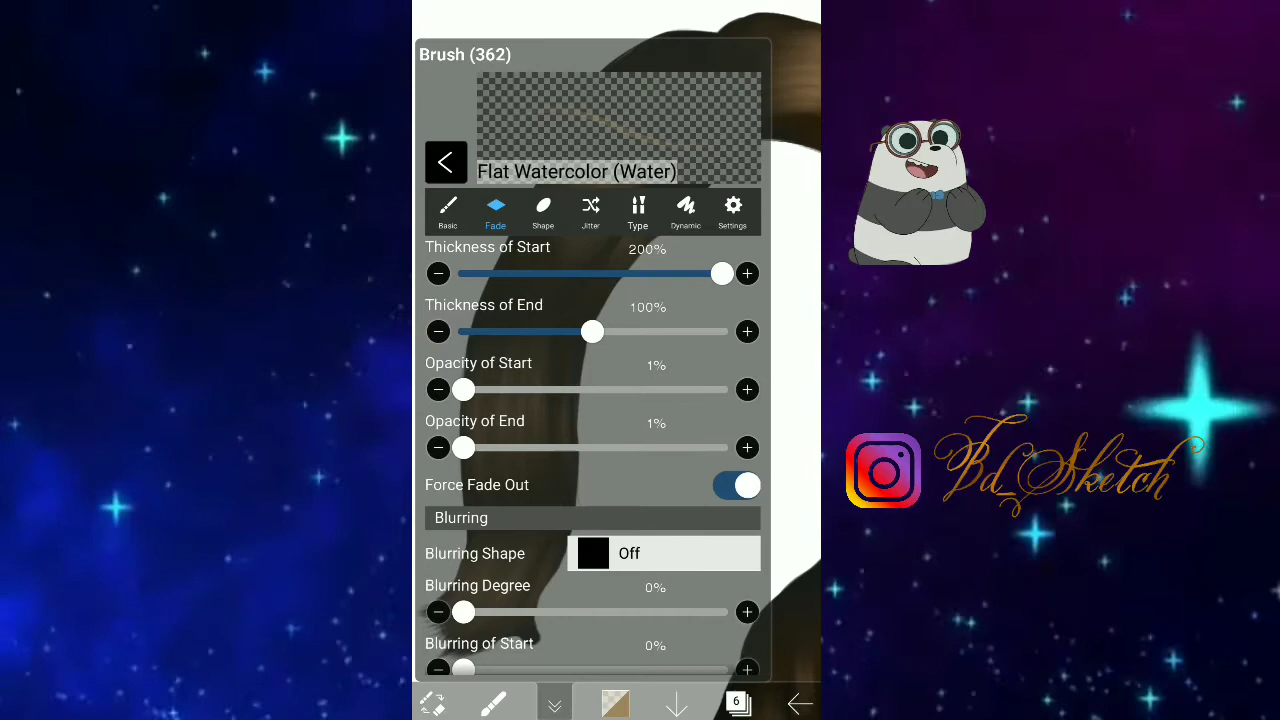 Brush (362)
Flat Watercolor (Water)
Basic Fade Shape Jitter Type Dynamic Settings
Thickness of Start 200%
Thickness of End 100%
Opacity of Start 1%
Opacity of End 1%
Force Fade Out
Blurring
Blurring Shape Off
Blurring Degree 0%
Blurring of Start 0%
6
Bd_Sketch